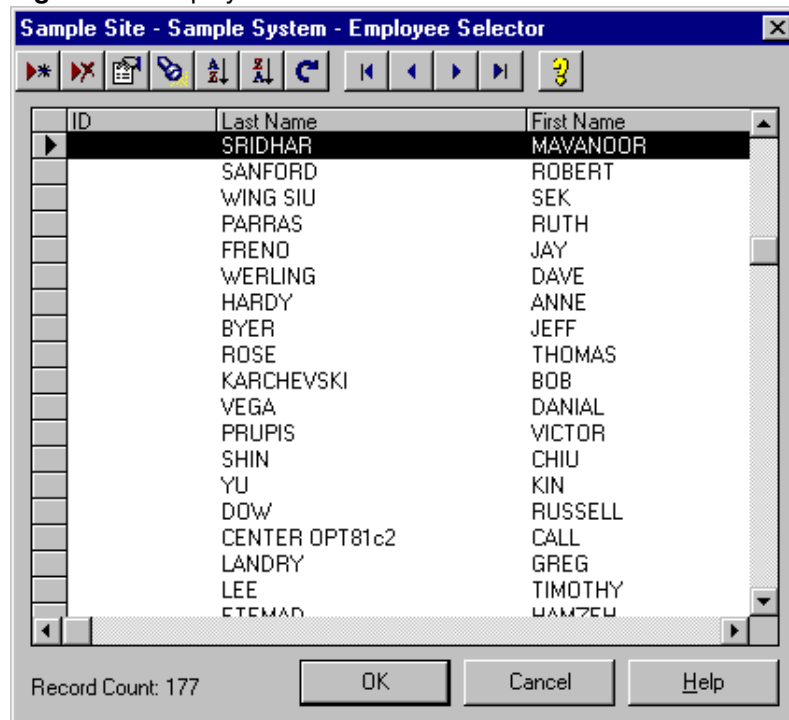 Sample Site - Sample System - Employee Selector
ID Last Name First Name
SRIDHAR MAVANOOR
SANFORD ROBERT
WING SIU SEK
PARRAS RUTH
FRENO JAY
WERLING DAVE
HARDY ANNE
BYER JEFF
ROSE THOMAS
KARCHEVSKI BOB
VEGA DANIAL
PRUPIS VICTOR
SHIN CHIU
YU KIN
DOW RUSSELL
CENTER OPT81c2 CALL
LANDRY GREG
LEE TIMOTHY
ETEMAD HAMZEH
Record Count: 177 OK Cancel Help